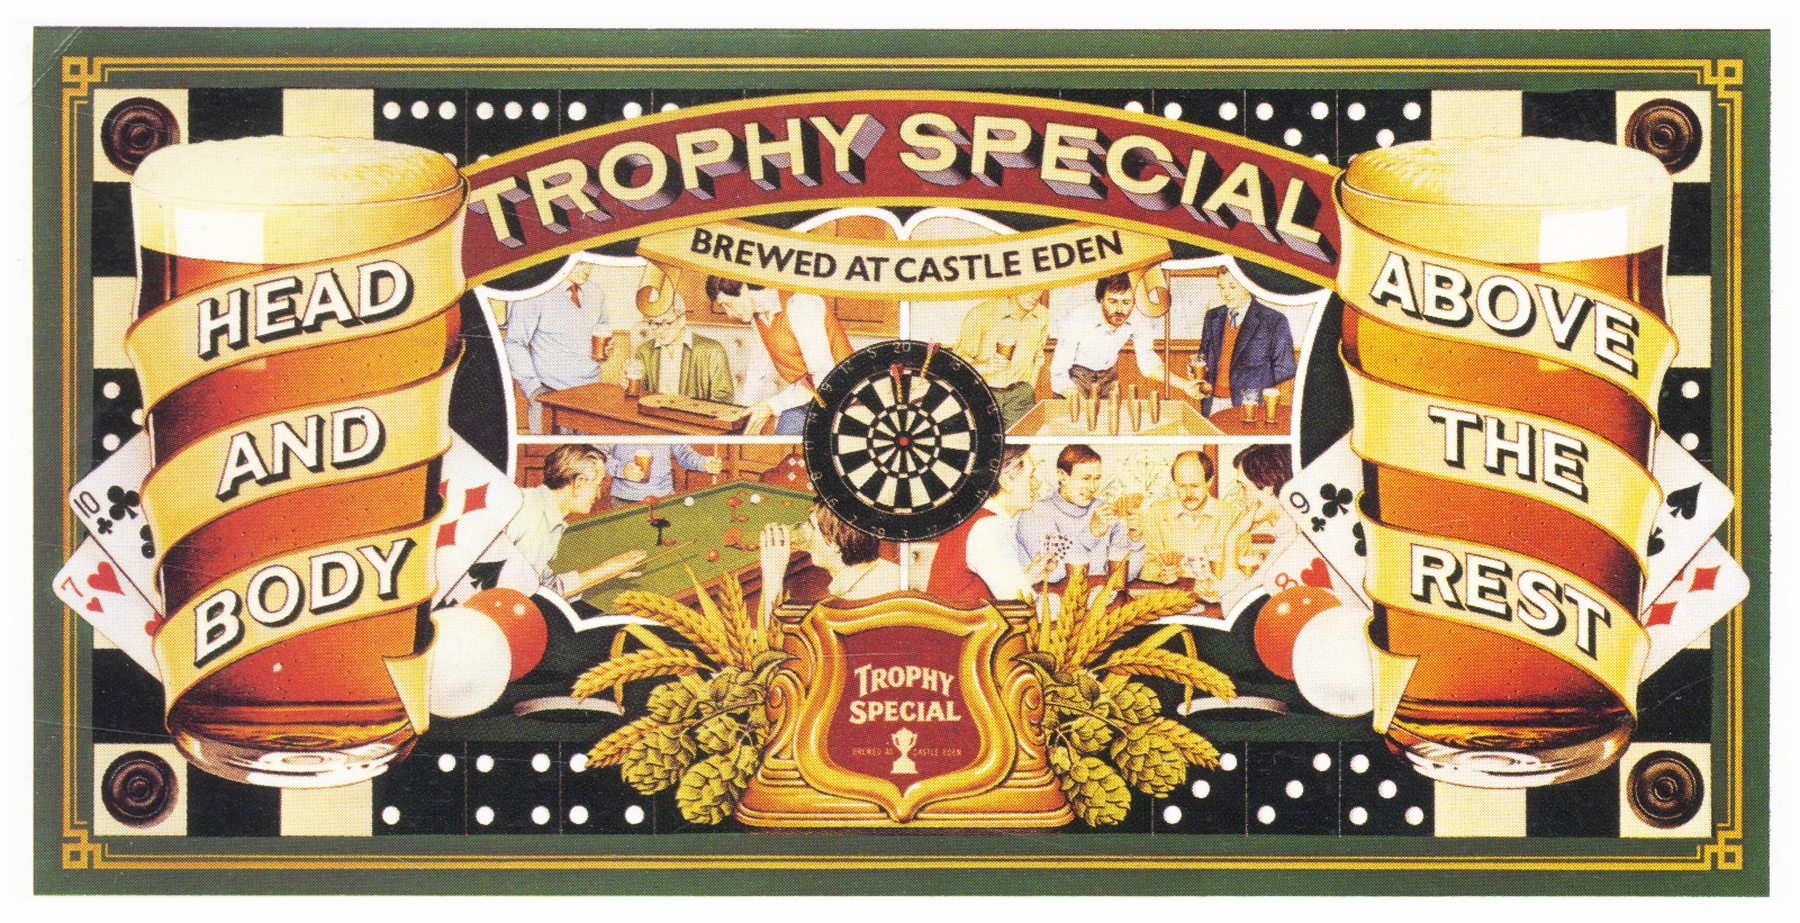 TROPHY SPECIAL
BREWED AT CASTLE EDEN
HEAD
AND
BODY
ABOVE
THE
REST
10
7
9
8
TROPHY
SPECIAL
BREWED AT CASTLE EDEN